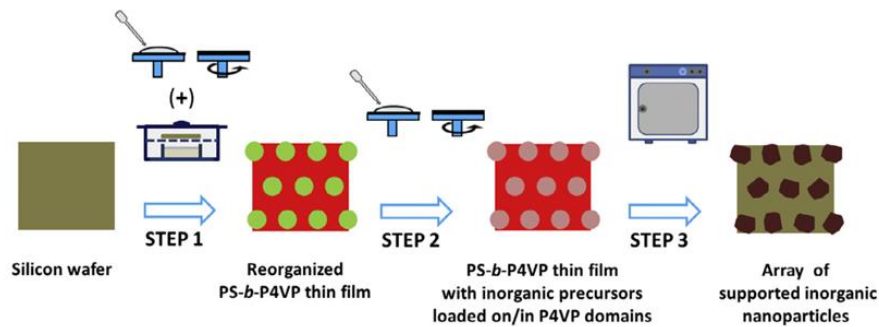 (+)
STEP 1
STEP 2
STEP 3
Silicon wafer
Reorganized
PS-b-P4VP thin film
PS-b-P4VP thin film
with inorganic precursors
loaded on/in P4VP domains
Array of
supported inorganic
nanoparticles